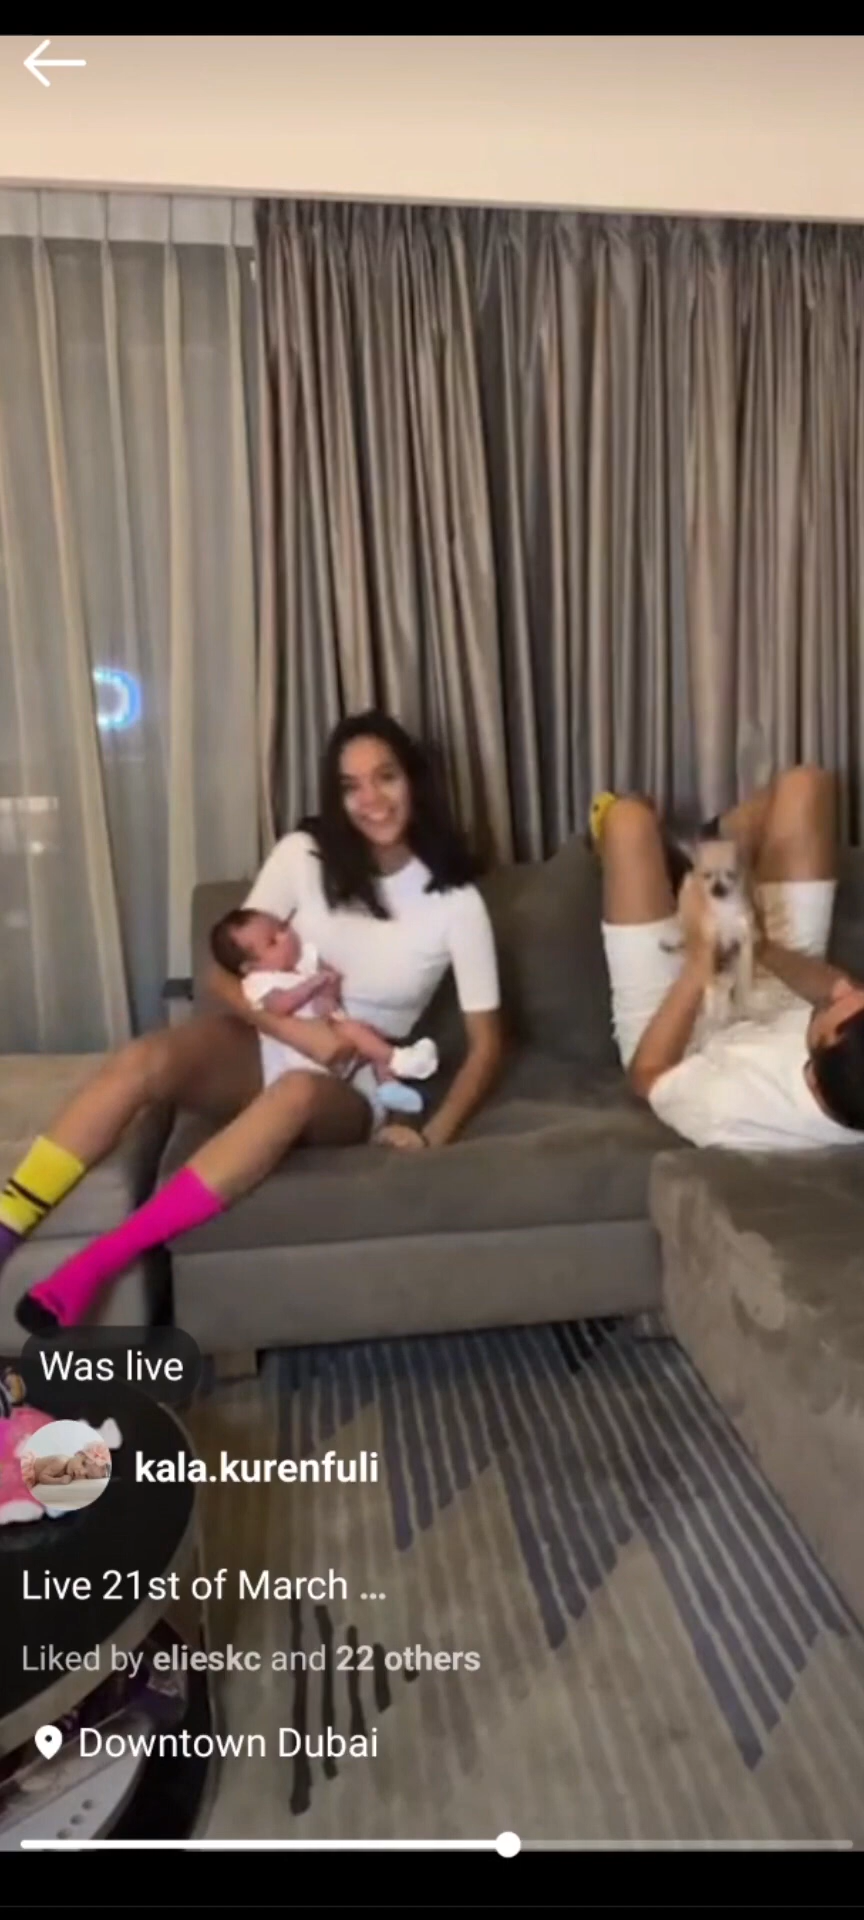 Was live
kala.kurenfuli
Live 21st of March ...
Liked by elieskc and 22 others
Downtown Dubai